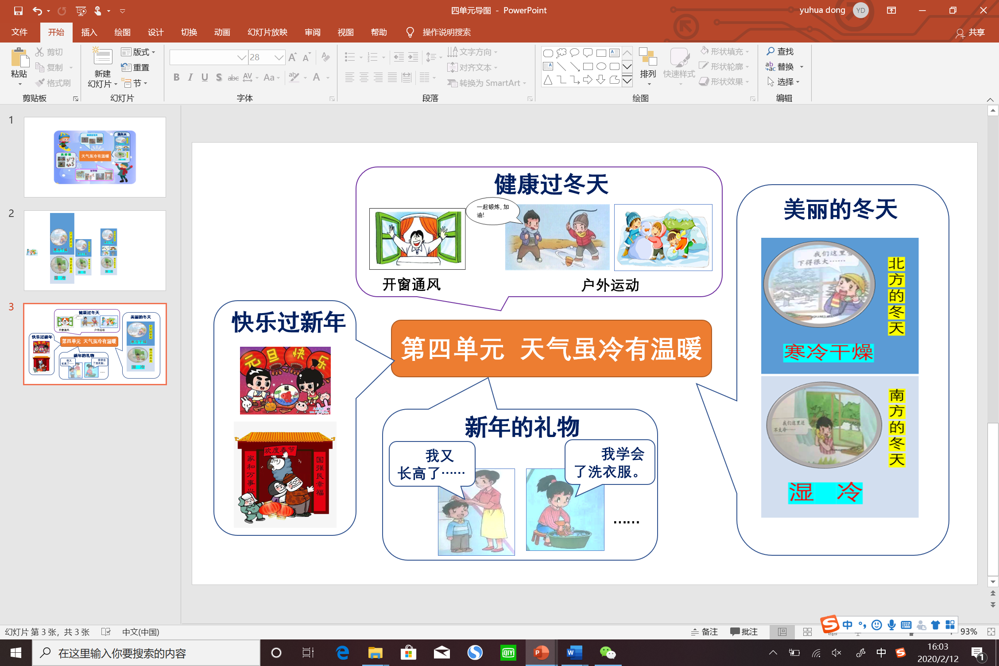 四单元导图 - PowerPoint
yuhua dong
YD
文件
开始
插入
绘图
设计
切换
动画
幻灯片放映
审阅
视图
帮助
操作说明搜索
共享
粘贴
剪切
复制
格式刷
剪贴板
新建
幻灯片
版式
重置
节
幻灯片
28
字体
文字方向
对齐文本
转换为 SmartArt
段落
排列
快速样式
形状填充
形状轮廓
形状效果
绘图
查找
替换
选择
编辑
1
天气虽冷有温暖
2
3
健康过冬天
一起锻炼,加
油!
开窗通风
户外运动
美丽的冬天
我们这里雪
下得很大……
北方的冬天
寒冷干燥
我们这里还
不太冷……
南方的冬天
湿 冷
快乐过新年
元旦快乐
福
欢度春节
国强民幸福
第四单元 天气虽冷有温暖
新年的礼物
我又
长高了……
我学会
了洗衣服。
……
幻灯片 第 3 张，共 3 张
中文(中国)
备注
批注
中
93%
在这里输入你要搜索的内容
中
16:03
2020/2/12
1